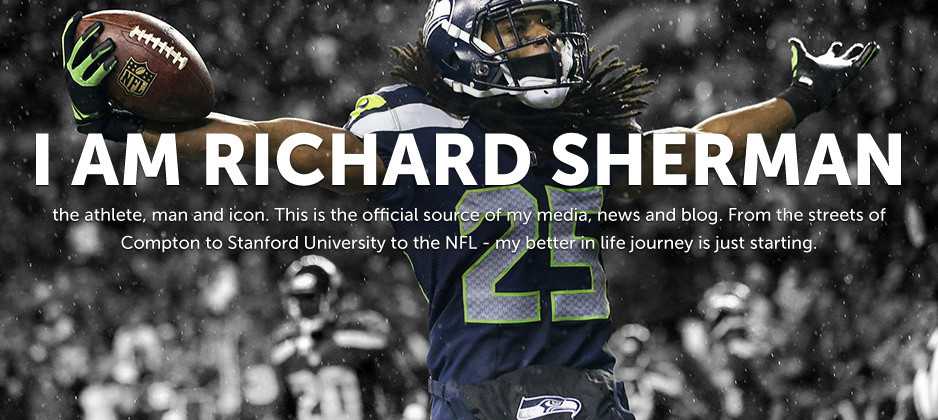 NFL
I AM RICHARD SHERMAN
the athlete, man and icon. This is the official source of my media, news and blog. From the streets of
Compton to Stanford University to the NFL - my better in life journey is just starting.
25
20